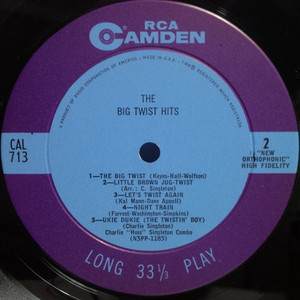 RCA
CAMDEN
THE
BIG TWIST HITS
CAL
713
2
"NEW
ORTHOPHONIC"
HIGH FIDELITY
1—THE BIG TWIST (Keyes-Hall-Wolfson)
2—LITTLE BROWN JUG-TWIST
(Arr.: C. Singleton)
3—LET'S TWIST AGAIN
(Kal Mann-Dave Appell)
4—NIGHT TRAIN
(Forrest-Washington-Simpkins)
5—UKIE DUKIE (THE TWISTIN' BOY)
(Charlie Singleton)
Charlie "Hoss" Singleton Combo
(N3PP-1185)
LONG 33⅓ PLAY